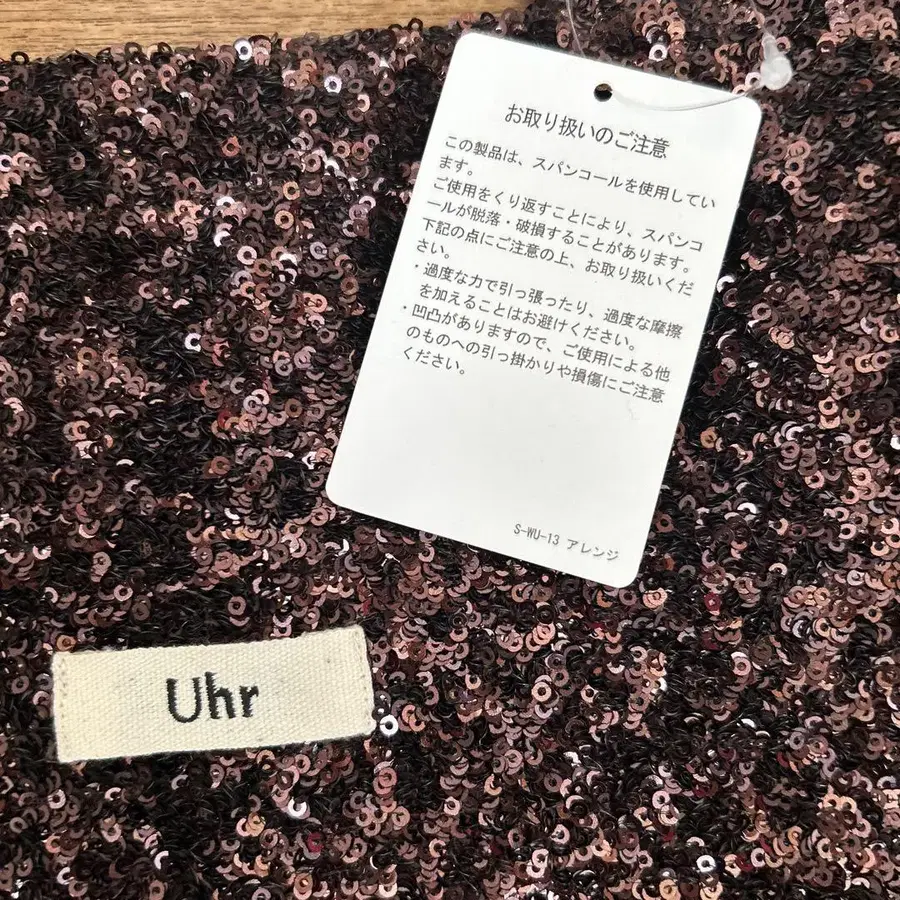 お取り扱いのご注意
この製品は、スパンコールを使用してい
ます。
ご使用をくり返すことにより、スパンコ
ールが脱落・破損することがあります。
下記の点にご注意の上、お取り扱いくだ
さい。
・過度な力で引っ張ったり、過度な摩擦
を加えることはお避けください。
・凹凸がありますので、ご使用による他
のものへの引っ掛かりや損傷にご注意
ください。
S-WU-13 アレンジ
Uhr